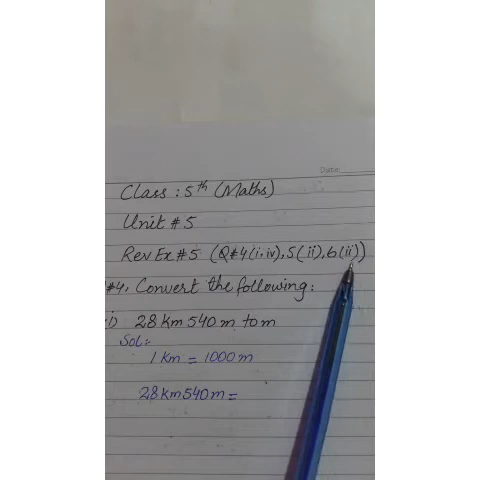 Date:
Class : 5th (Maths)
Unit # 5
Rev Ex # 5 (Q#4(i,iv), 5(ii), 6(ii))
#4. Convert the following:
i) 28 km 540 m to m
Sol:
1 Km = 1000 m
28 km 540 m =